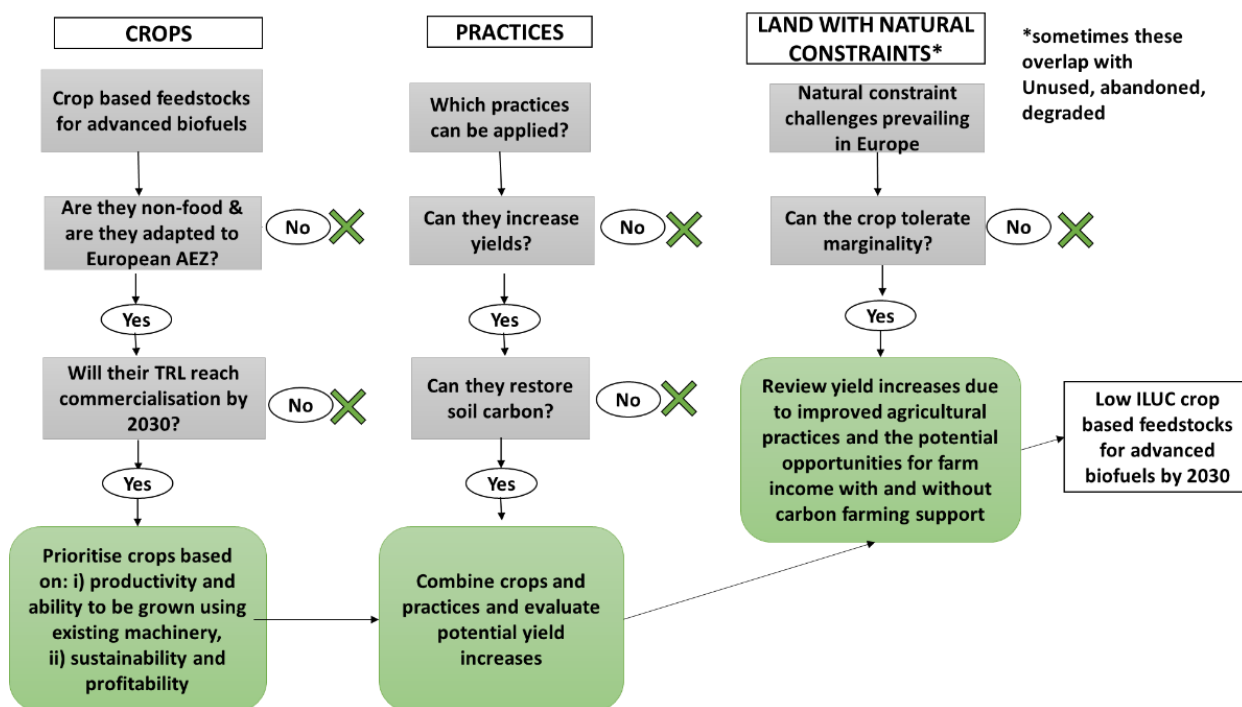 CROPS
Crop based feedstocks
for advanced biofuels
Are they non-food &
are they adapted to
European AEZ?
No
Yes
Will their TRL reach
commercialisation by
2030?
No
Yes
Prioritise crops based
on: i) productivity and
ability to be grown using
existing machinery,
ii) sustainability and
profitability
PRACTICES
Which practices
can be applied?
Can they increase
yields?
No
Yes
Can they restore
soil carbon?
No
Yes
Combine crops and
practices and evaluate
potential yield
increases
LAND WITH NATURAL
CONSTRAINTS*
Natural constraint
challenges prevailing
in Europe
Can the crop tolerate
marginality?
No
Yes
Review yield increases due
to improved agricultural
practices and the potential
opportunities for farm
income with and without
carbon farming support
*sometimes these
overlap with
Unused, abandoned,
degraded
Low ILUC crop
based feedstocks
for advanced
biofuels by 2030